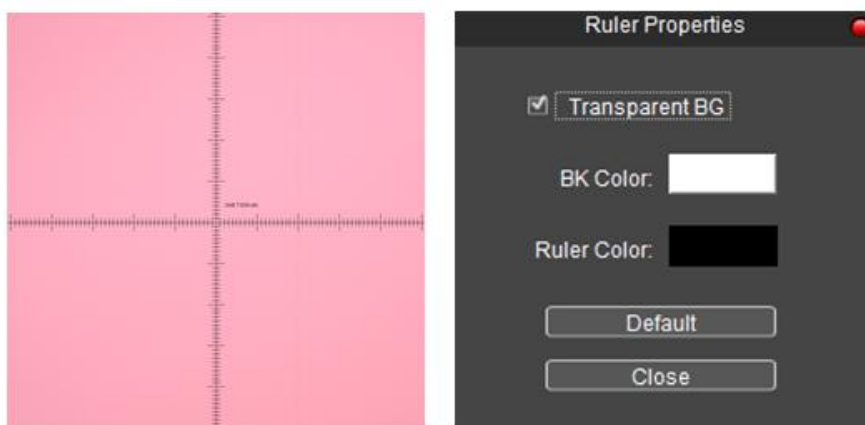 Ruler Properties
Transparent BG
BK Color:
Ruler Color:
Default
Close